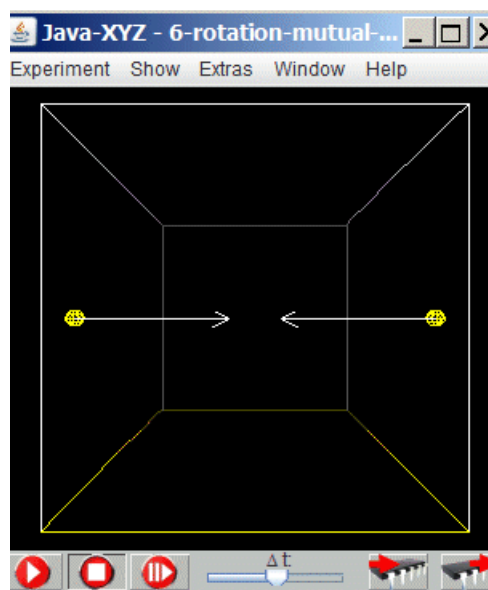 Java-XYZ - 6-rotation-mutual-...
Experiment Show Extras Window Help
Δt